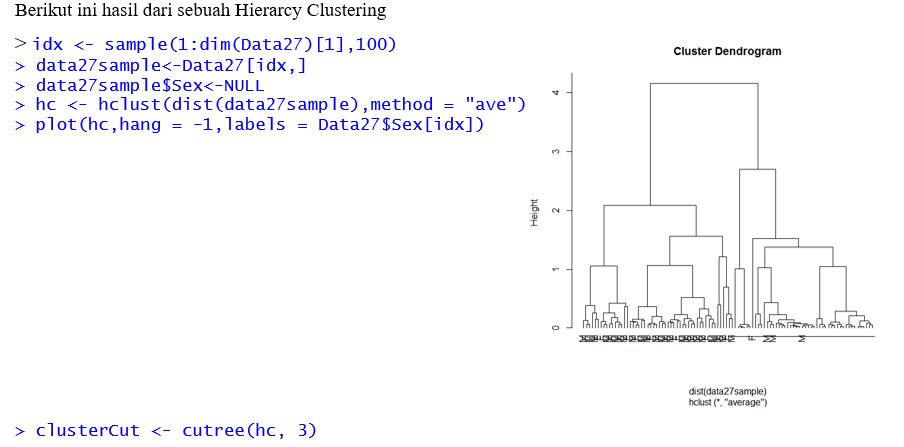 Berikut ini hasil dari sebuah Hierarcy Clustering
> idx <- sample(1:dim(Data27)[1],100)
> data27sample<-Data27[idx,]
> data27sample$Sex<-NULL
> hc <- hclust(dist(data27sample),method = "ave")
> plot(hc,hang = -1,labels = Data27$Sex[idx])
Cluster Dendrogram
Height
4
3
2
1
0
F
M
M
M
dist(data27sample)
hclust (*, "average")
> clusterCut <- cutree(hc, 3)